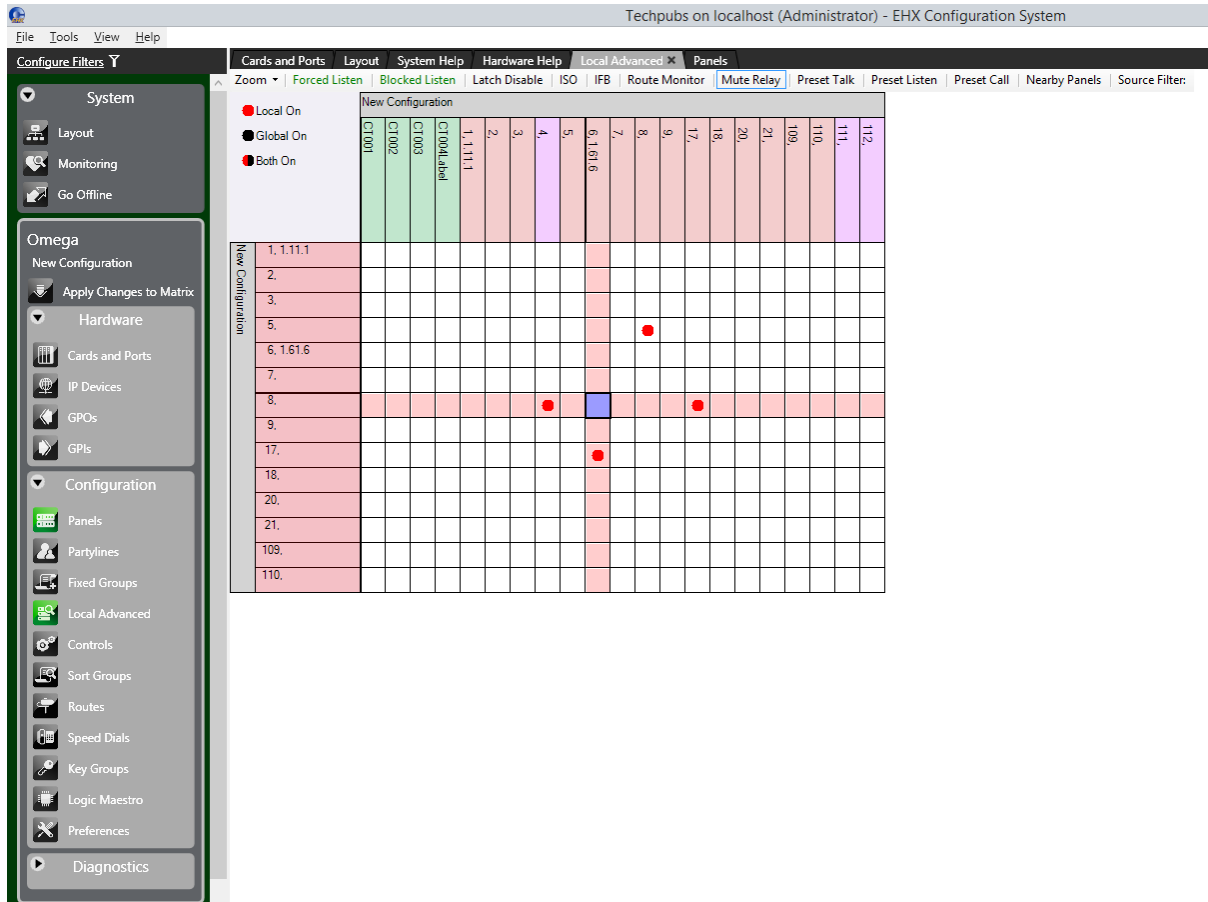 Techpubs on localhost (Administrator) - EHX Configuration System
File Tools View Help
Configure Filters
Cards and Ports Layout System Help Hardware Help Local Advanced Panels
Zoom Forced Listen Blocked Listen Latch Disable ISO IFB Route Monitor Mute Relay Preset Talk Preset Listen Preset Call Nearby Panels Source Filter:
System
Layout
Monitoring
Go Offline
Omega
New Configuration
Apply Changes to Matrix
Hardware
Cards and Ports
IP Devices
GPOs
GPIs
Configuration
Panels
Partylines
Fixed Groups
Local Advanced
Controls
Sort Groups
Routes
Speed Dials
Key Groups
Logic Maestro
Preferences
Diagnostics
Local On
Global On
Both On
New Configuration
CT001
CT002
CT003
CT004Label
1, 1.11.1
2,
3,
4,
5,
6, 1.61.6
7,
8,
9,
17,
18,
20,
21,
109,
110,
111,
112,
New Configuration
1, 1.11.1
2,
3,
5,
6, 1.61.6
7,
8,
9,
17,
18,
20,
21,
109,
110,